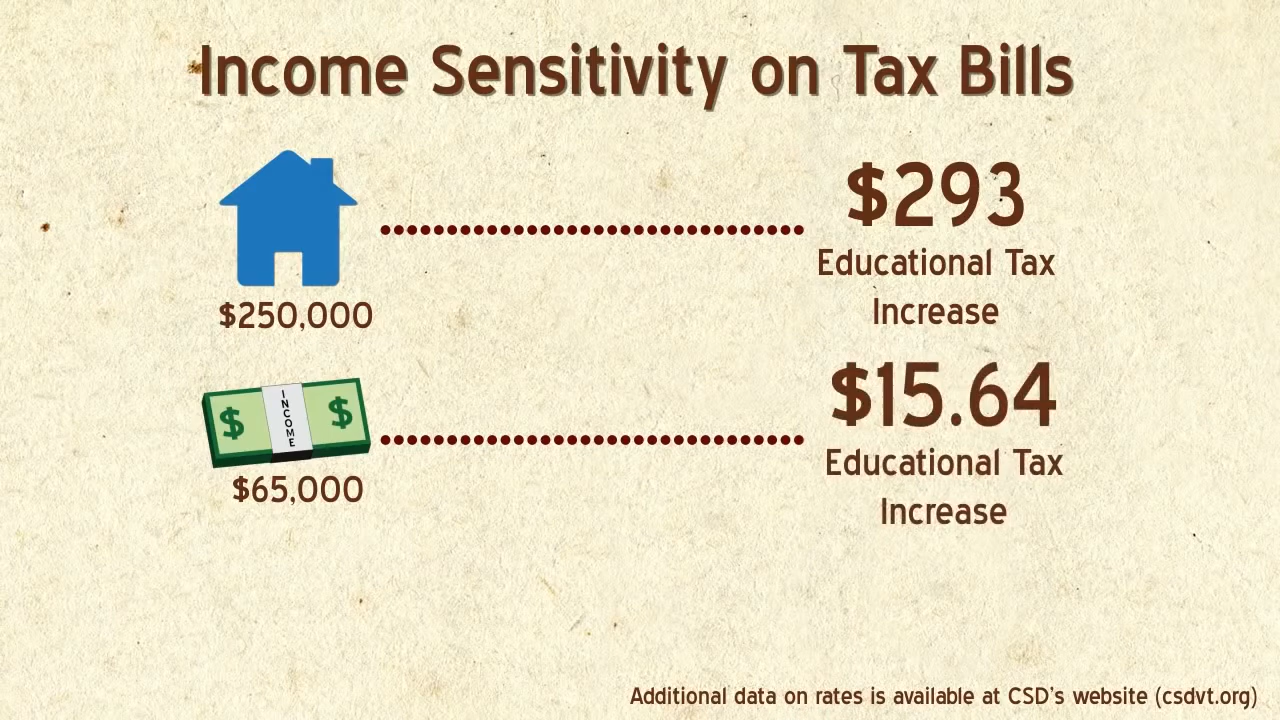 Income Sensitivity on Tax Bills
$250,000
$293
Educational Tax
Increase
$ INCOME $
$65,000
$15.64
Educational Tax
Increase
Additional data on rates is available at CSD's website (csdvt.org)